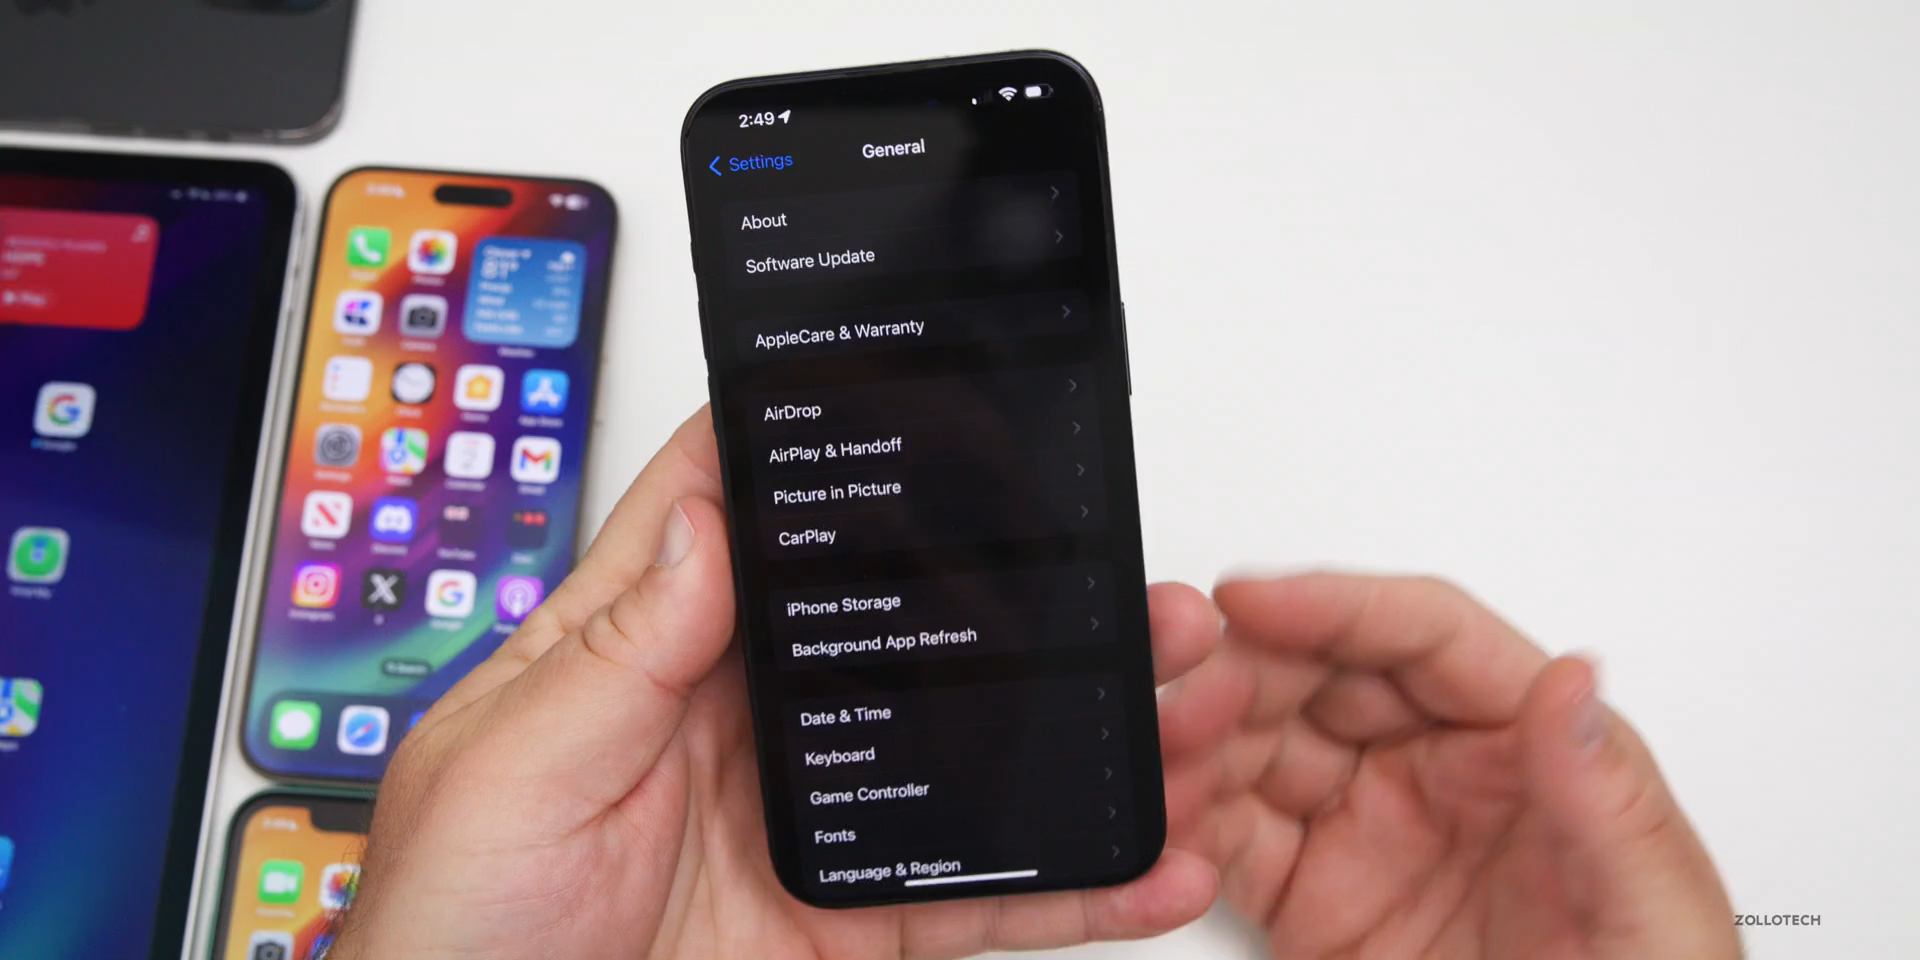 2:49
Settings
General
About
Software Update
AppleCare & Warranty
AirDrop
AirPlay & Handoff
Picture in Picture
CarPlay
iPhone Storage
Background App Refresh
Date & Time
Keyboard
Game Controller
Fonts
Language & Region
ZOLLOTECH